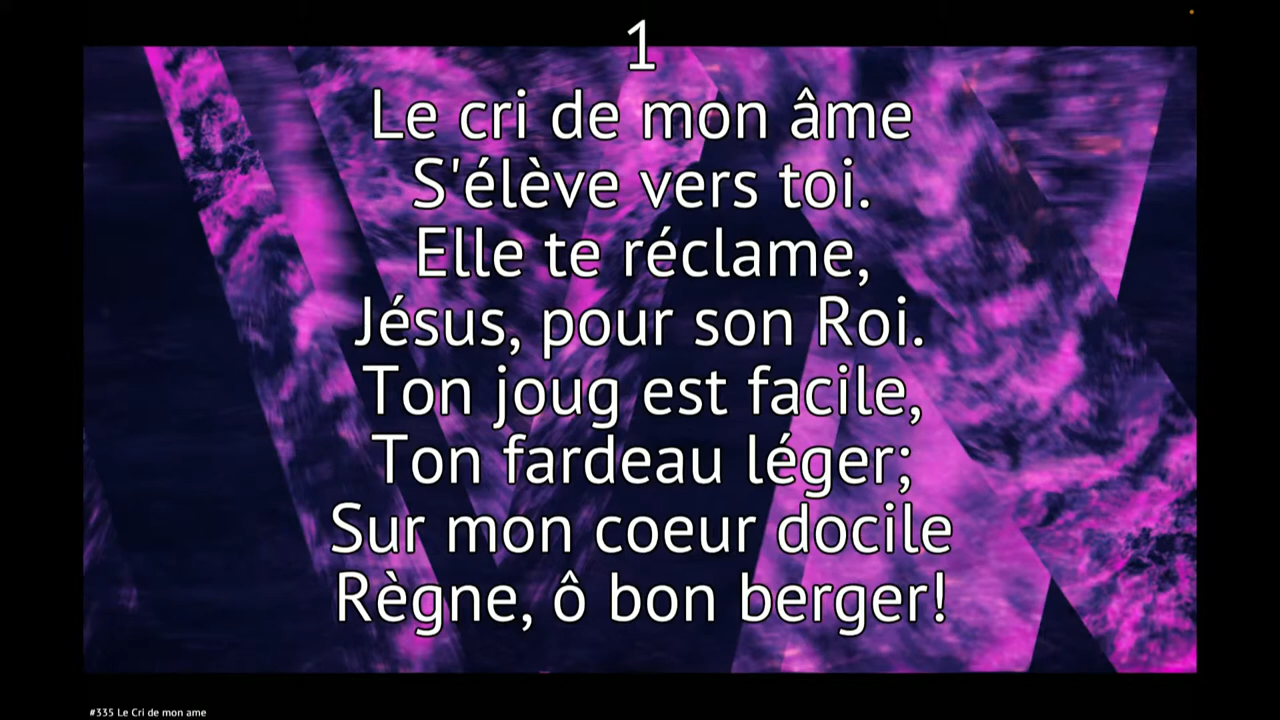 1
Le cri de mon âme
S'élève vers toi.
Elle te réclame,
Jésus, pour son Roi.
Ton joug est facile,
Ton fardeau léger;
Sur mon coeur docile
Règne, ô bon berger!
#335 Le Cri de mon ame